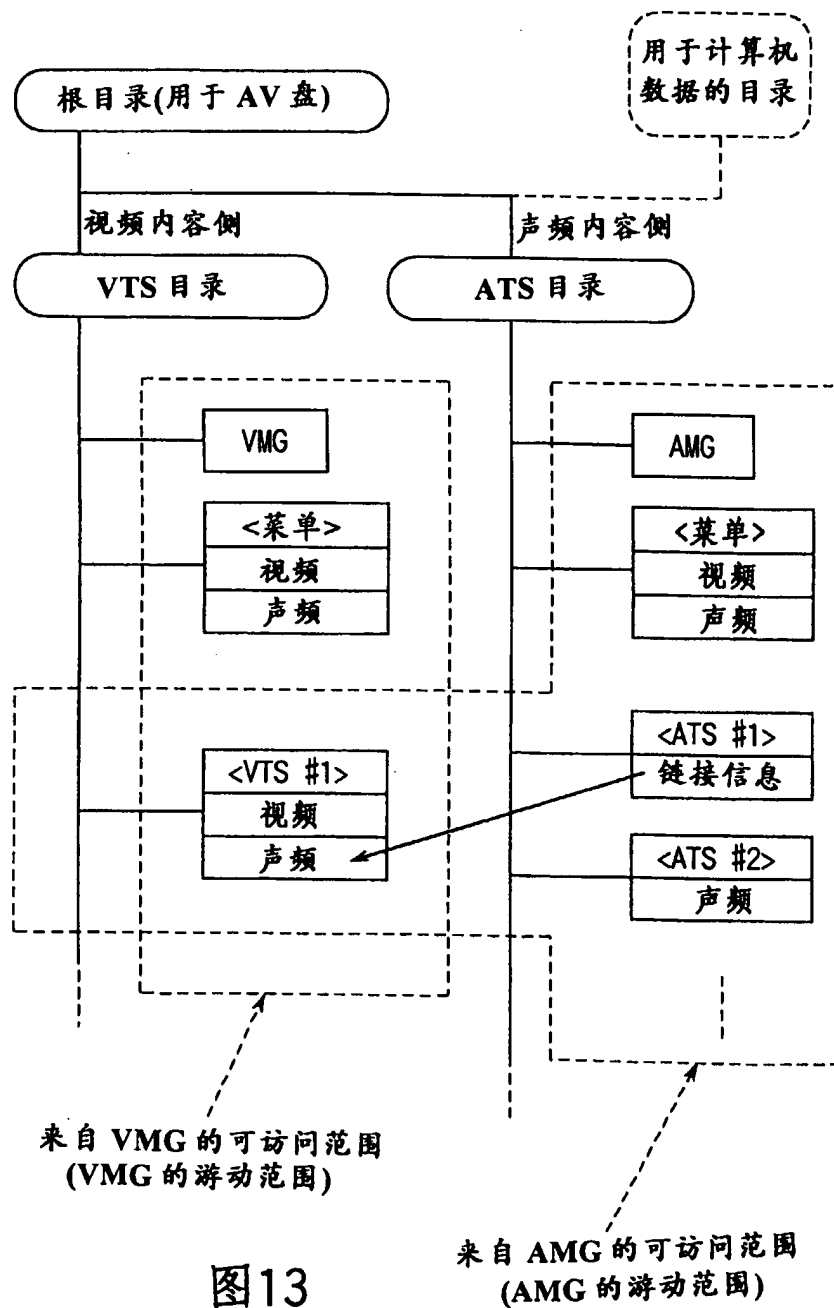 用于计算机
数据的目录
根目录(用于 AV 盘)
视频内容侧
声频内容侧
VTS 目录
ATS 目录
VMG
<菜单>
视频
声频
<VTS #1>
视频
声频
AMG
<菜单>
视频
声频
<ATS #1>
链接信息
<ATS #2>
声频
来自 VMG 的可访问范围
(VMG 的游动范围)
来自 AMG 的可访问范围
(AMG 的游动范围)
图13